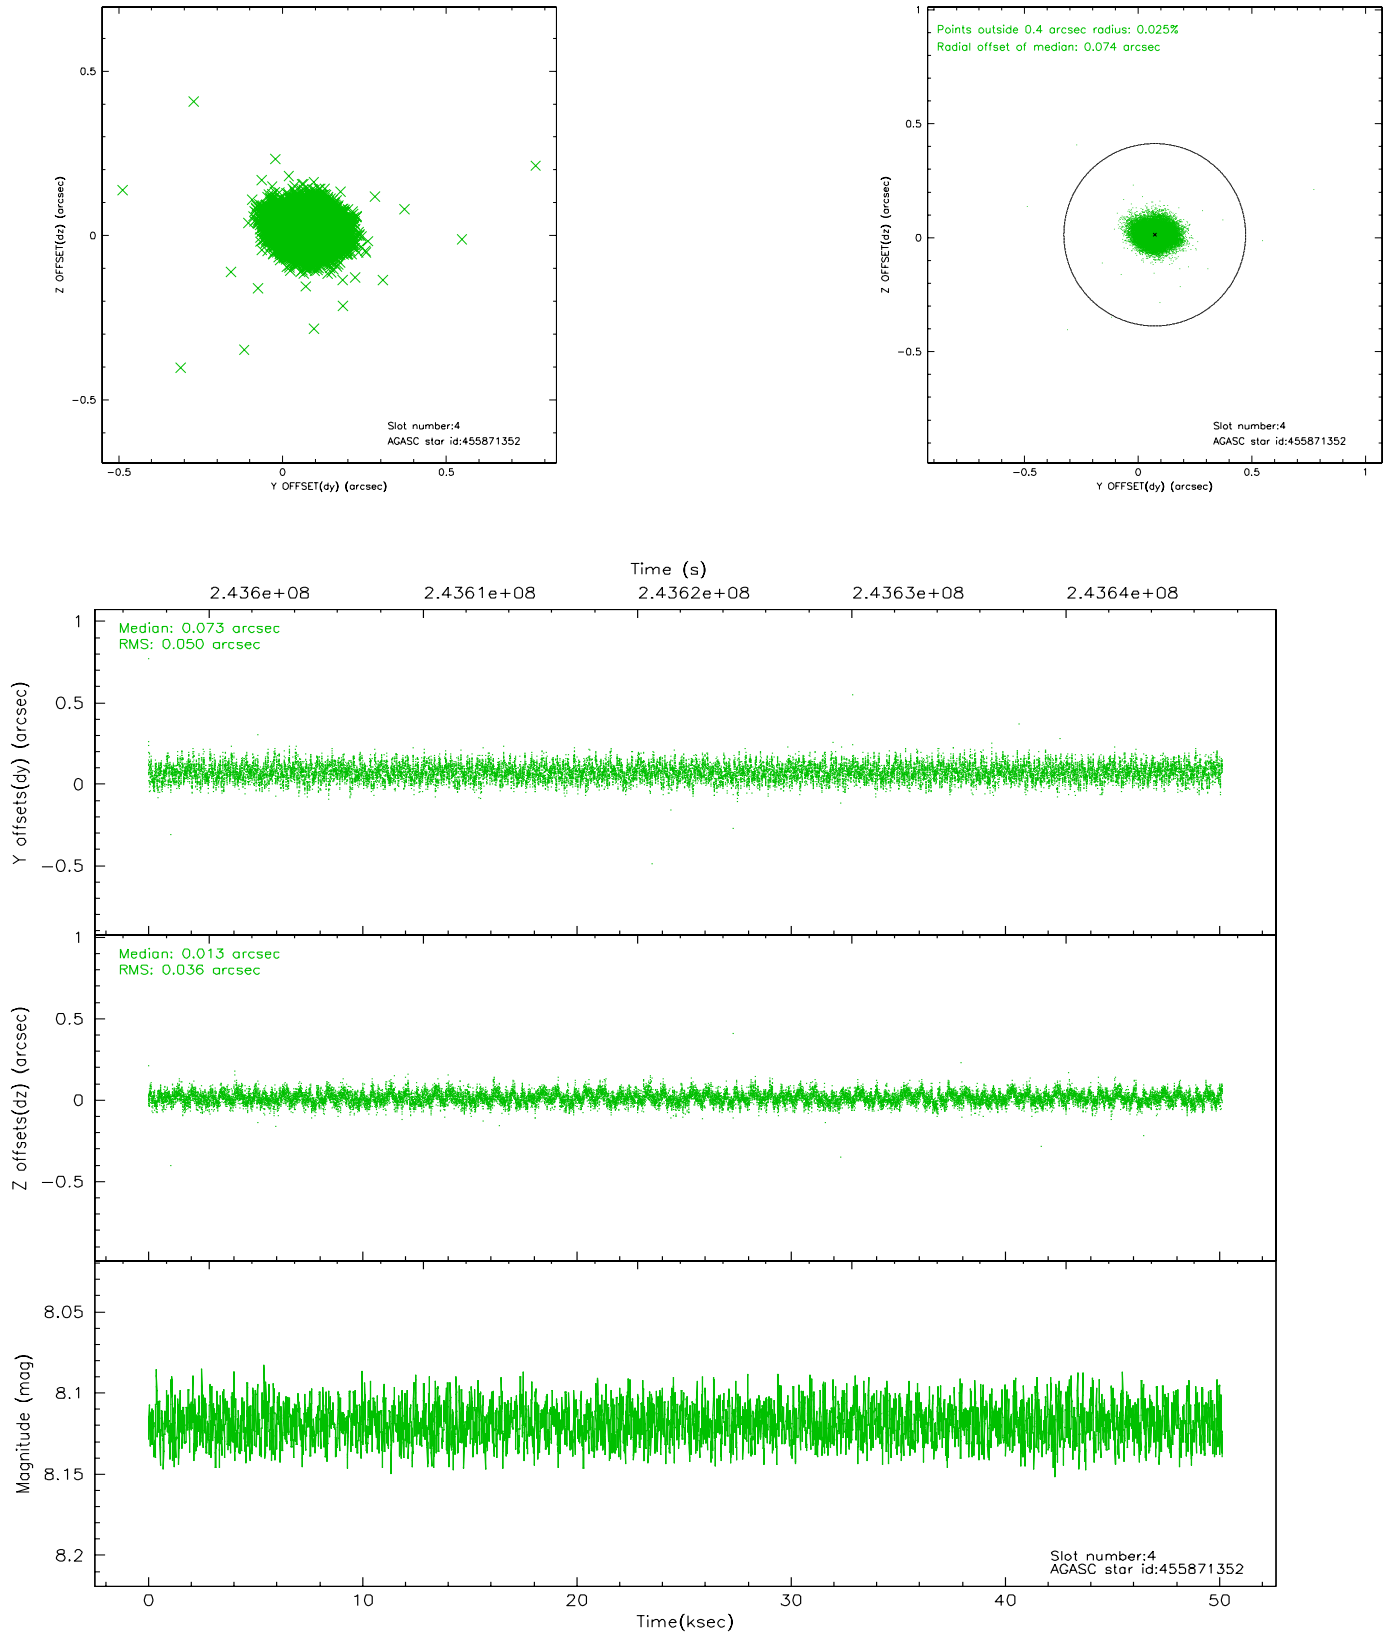 0.5
0
-0.5
Z OFFSET(dz) (arcsec)
Slot number:4
AGASC star id:455871352
-0.5
0
0.5
Y OFFSET(dy) (arcsec)
Points outside 0.4 arcsec radius: 0.025%
Radial offset of median: 0.074 arcsec
1
0.5
0
-0.5
Z OFFSET(dz) (arcsec)
Slot number:4
AGASC star id:455871352
-0.5
0
0.5
1
Y OFFSET(dy) (arcsec)
Time (s)
2.436e+08
2.4361e+08
2.4362e+08
2.4363e+08
2.4364e+08
Median: 0.073 arcsec
RMS: 0.050 arcsec
1
0.5
0
-0.5
Y offsets(dy) (arcsec)
Median: 0.013 arcsec
RMS: 0.036 arcsec
1
0.5
0
-0.5
Z offsets(dz) (arcsec)
8.05
8.1
8.15
8.2
Magnitude (mag)
Slot number:4
AGASC star id:455871352
0
10
20
30
40
50
Time(ksec)